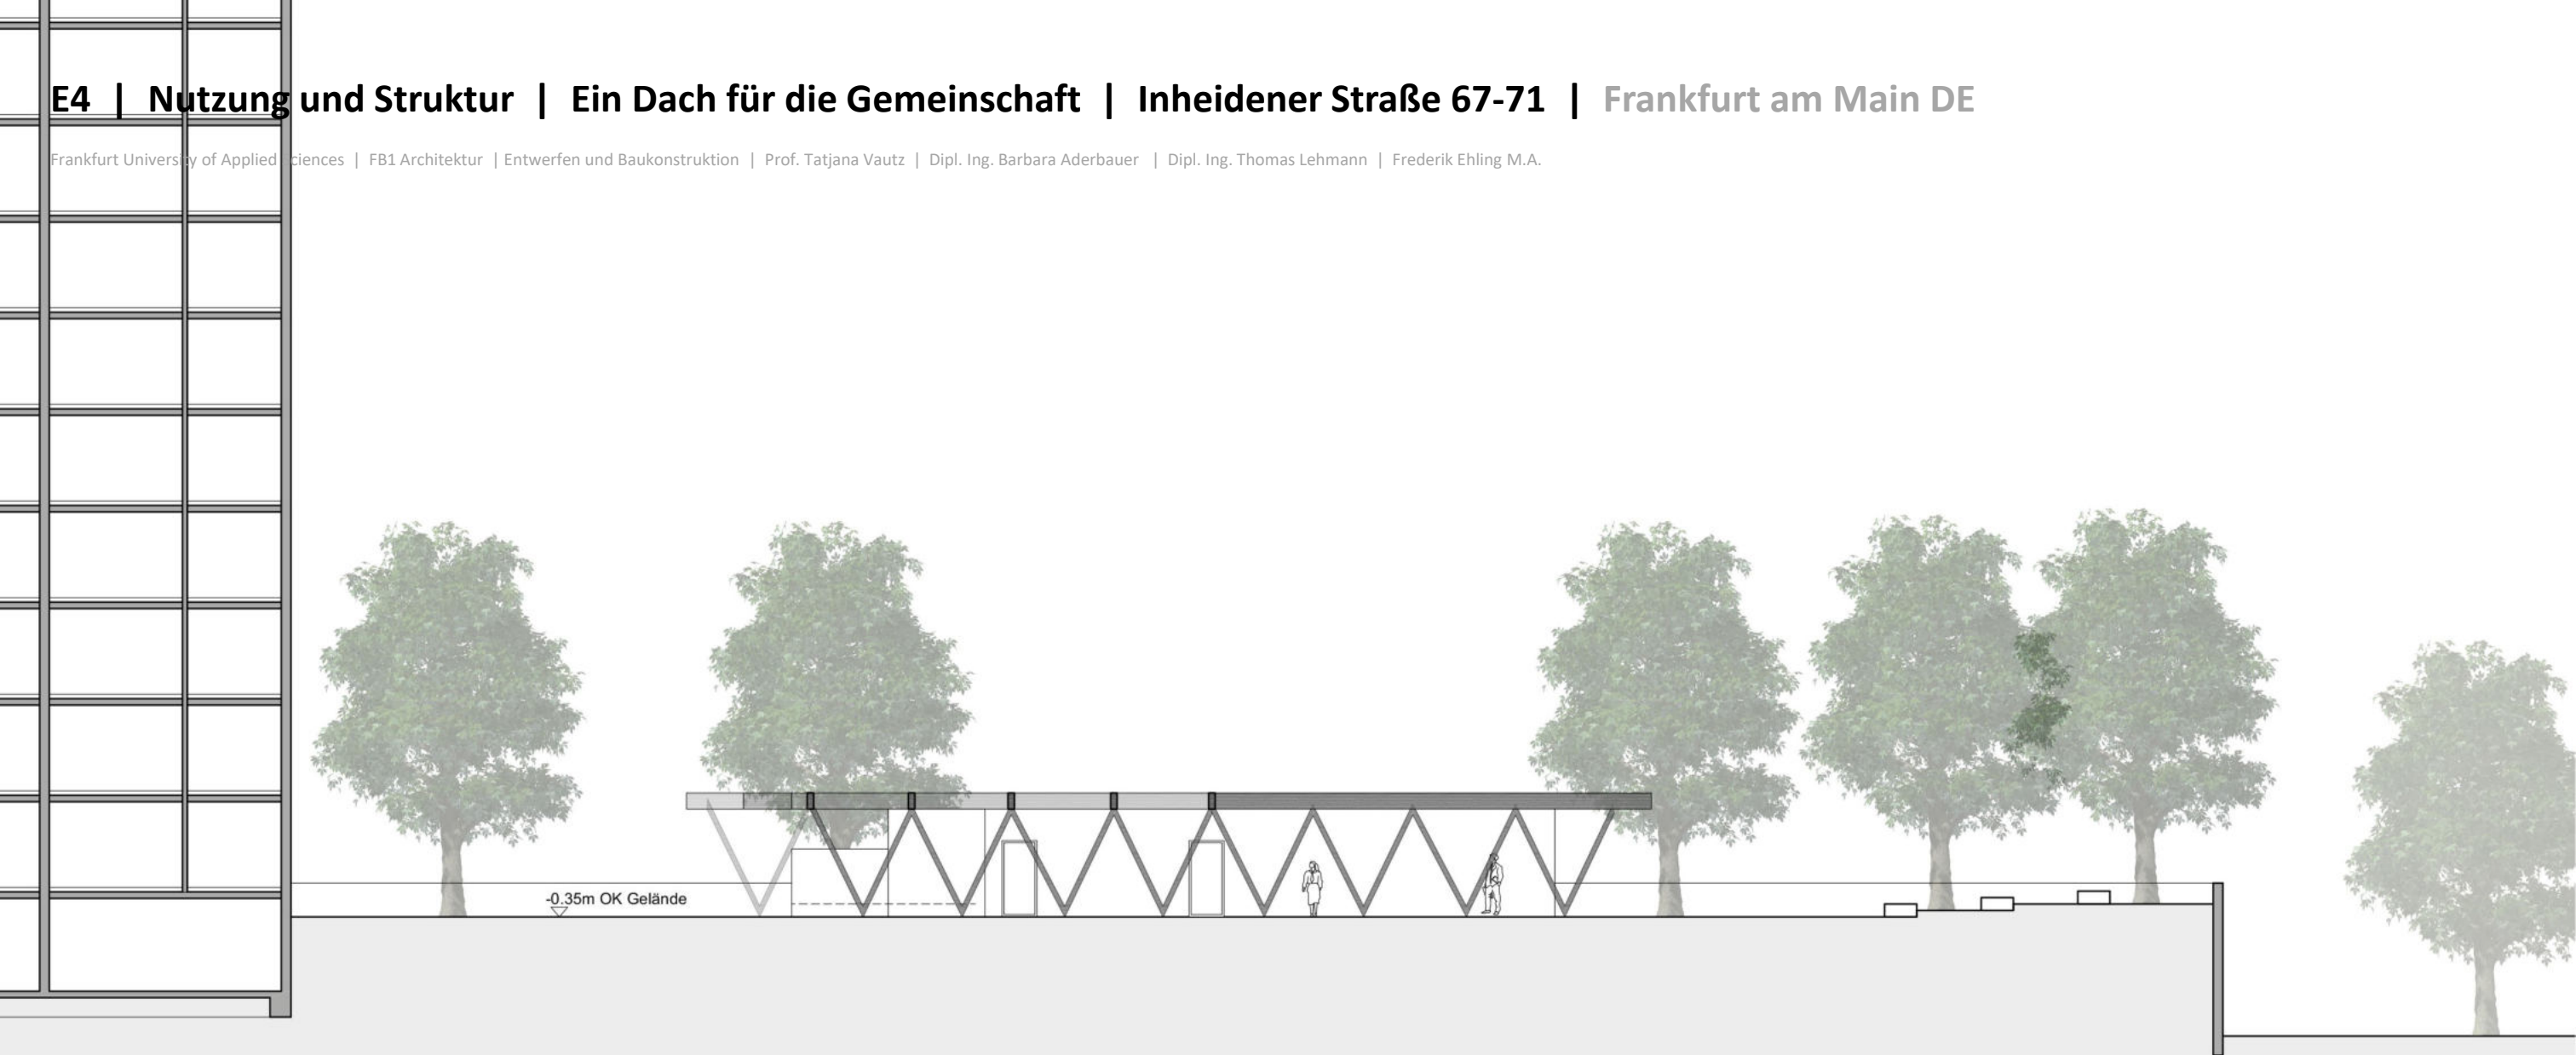 E4 | Nutzung und Struktur | Ein Dach für die Gemeinschaft | Inheidener Straße 67-71 | Frankfurt am Main DE
Frankfurt University of Applied Sciences | FB1 Architektur | Entwerfen und Baukonstruktion | Prof. Tatjana Vautz | Dipl. Ing. Barbara Aderbauer | Dipl. Ing. Thomas Lehmann | Frederik Ehling M.A.
-0.35m OK Gelände